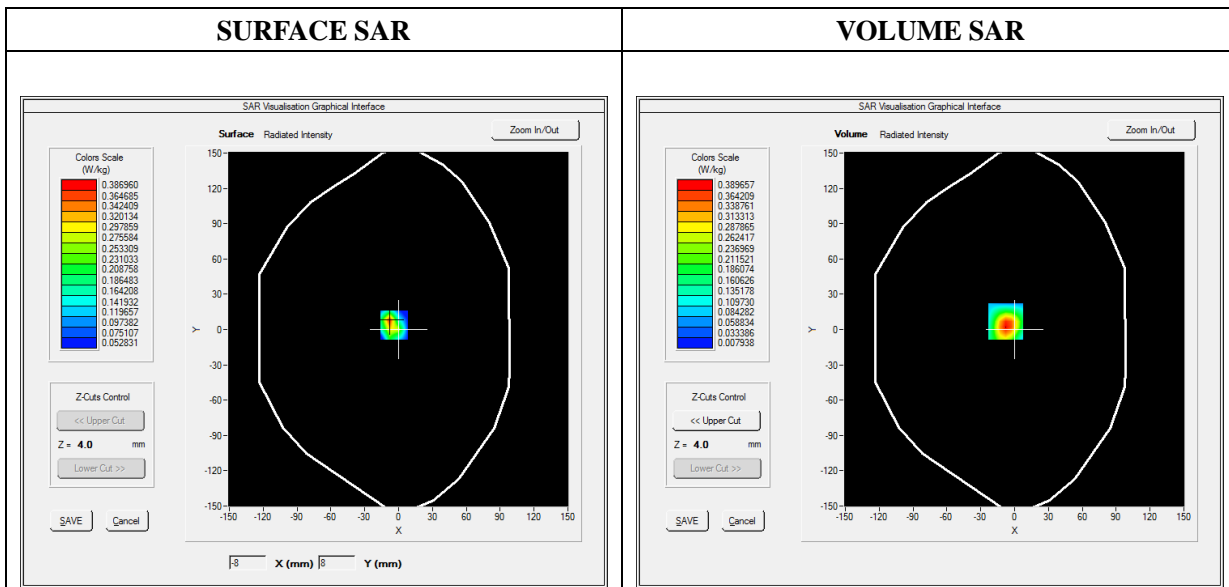 SURFACE SAR
VOLUME SAR
SAR Visualisation Graphical Interface
Surface Radiated Intensity
Zoom In/Out
Colors Scale
(W/kg)
0.386960
0.364685
0.342409
0.320134
0.297859
0.275584
0.253309
0.231033
0.208758
0.186483
0.164208
0.141932
0.119657
0.097382
0.075107
0.052831
Z-Cuts Control
<< Upper Cut
Z = 4.0 mm
Lower Cut >>
SAVE Cancel
150
120
90
60
30
Y 0
-30
-60
-90
-120
-150
-150 -120 -90 -60 -30 0 30 60 90 120 150
X
-8 X (mm) 8 Y (mm)
SAR Visualisation Graphical Interface
Volume Radiated Intensity
Zoom In/Out
Colors Scale
(W/kg)
0.389657
0.364209
0.338761
0.313313
0.287865
0.262417
0.236969
0.211521
0.186074
0.160626
0.135178
0.109730
0.084282
0.058834
0.033386
0.007938
Z-Cuts Control
<< Upper Cut
Z = 4.0 mm
Lower Cut >>
SAVE Cancel
150
120
90
60
30
Y 0
-30
-60
-90
-120
-150
-150 -120 -90 -60 -30 0 30 60 90 120 150
X